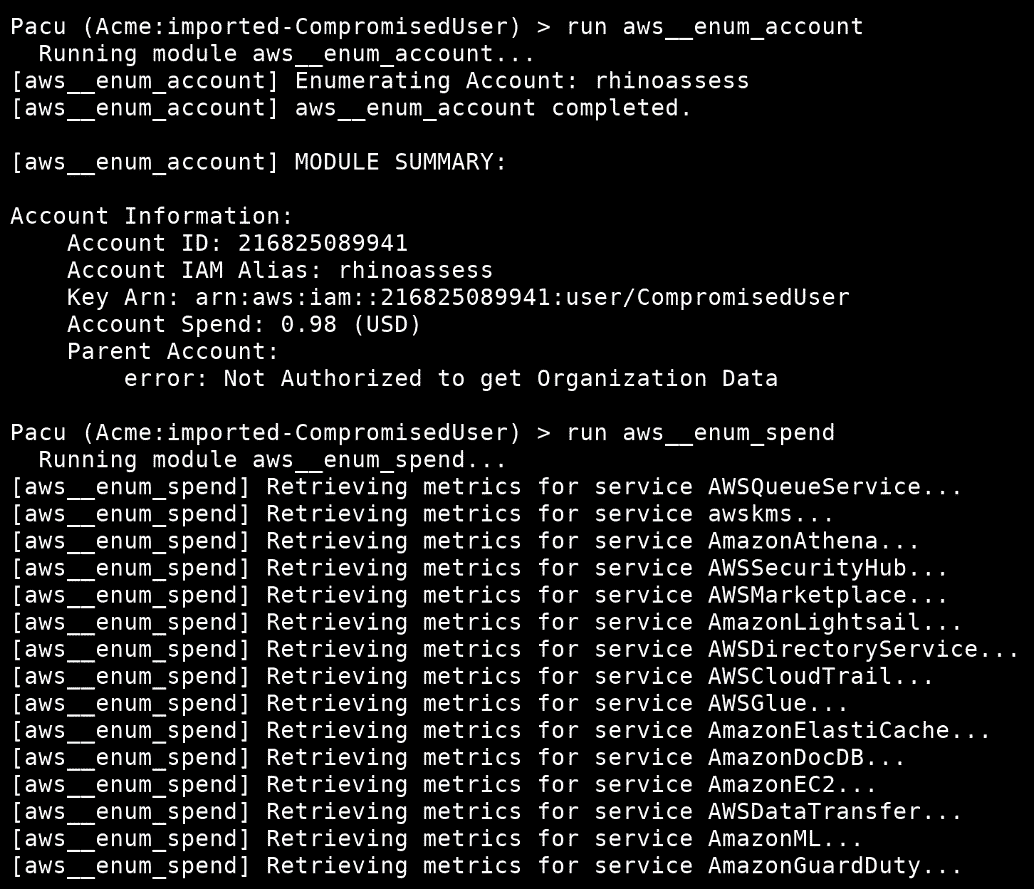 Pacu (Acme:imported-CompromisedUser) > run aws__enum_account
  Running module aws__enum_account...
[aws__enum_account] Enumerating Account: rhinoassess
[aws__enum_account] aws__enum_account completed.

[aws__enum_account] MODULE SUMMARY:

Account Information:
    Account ID: 216825089941
    Account IAM Alias: rhinoassess
    Key Arn: arn:aws:iam::216825089941:user/CompromisedUser
    Account Spend: 0.98 (USD)
    Parent Account:
        error: Not Authorized to get Organization Data

Pacu (Acme:imported-CompromisedUser) > run aws__enum_spend
  Running module aws__enum_spend...
[aws__enum_spend] Retrieving metrics for service AWSQueueService...
[aws__enum_spend] Retrieving metrics for service awskms...
[aws__enum_spend] Retrieving metrics for service AmazonAthena...
[aws__enum_spend] Retrieving metrics for service AWSSecurityHub...
[aws__enum_spend] Retrieving metrics for service AWSMarketplace...
[aws__enum_spend] Retrieving metrics for service AmazonLightsail...
[aws__enum_spend] Retrieving metrics for service AWSDirectoryService...
[aws__enum_spend] Retrieving metrics for service AWSCloudTrail...
[aws__enum_spend] Retrieving metrics for service AWSGlue...
[aws__enum_spend] Retrieving metrics for service AmazonElastiCache...
[aws__enum_spend] Retrieving metrics for service AmazonDocDB...
[aws__enum_spend] Retrieving metrics for service AmazonEC2...
[aws__enum_spend] Retrieving metrics for service AWSDataTransfer...
[aws__enum_spend] Retrieving metrics for service AmazonML...
[aws__enum_spend] Retrieving metrics for service AmazonGuardDuty...